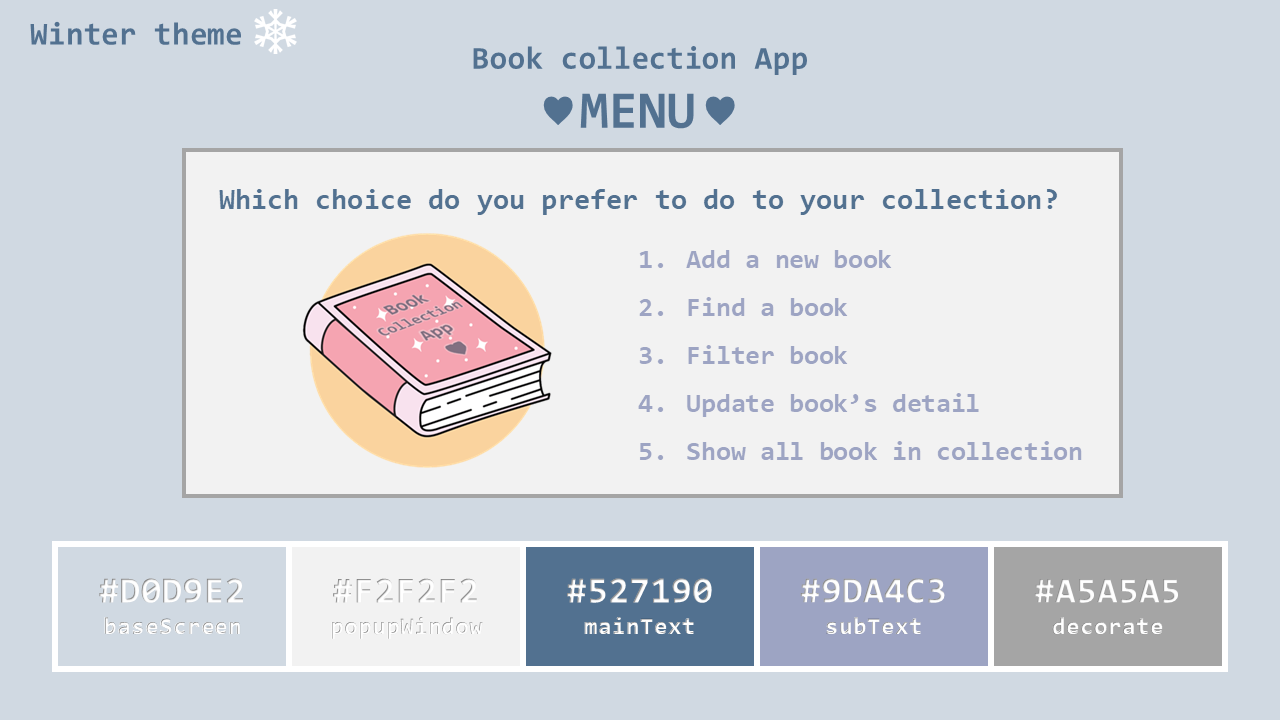 Winter theme
Book collection App
MENU
Which choice do you prefer to do to your collection?
Book
Collection
App
1. Add a new book
2. Find a book
3. Filter book
4. Update book’s detail
5. Show all book in collection
#D0D9E2
baseScreen
#F2F2F2
popupWindow
#527190
mainText
#9DA4C3
subText
#A5A5A5
decorate